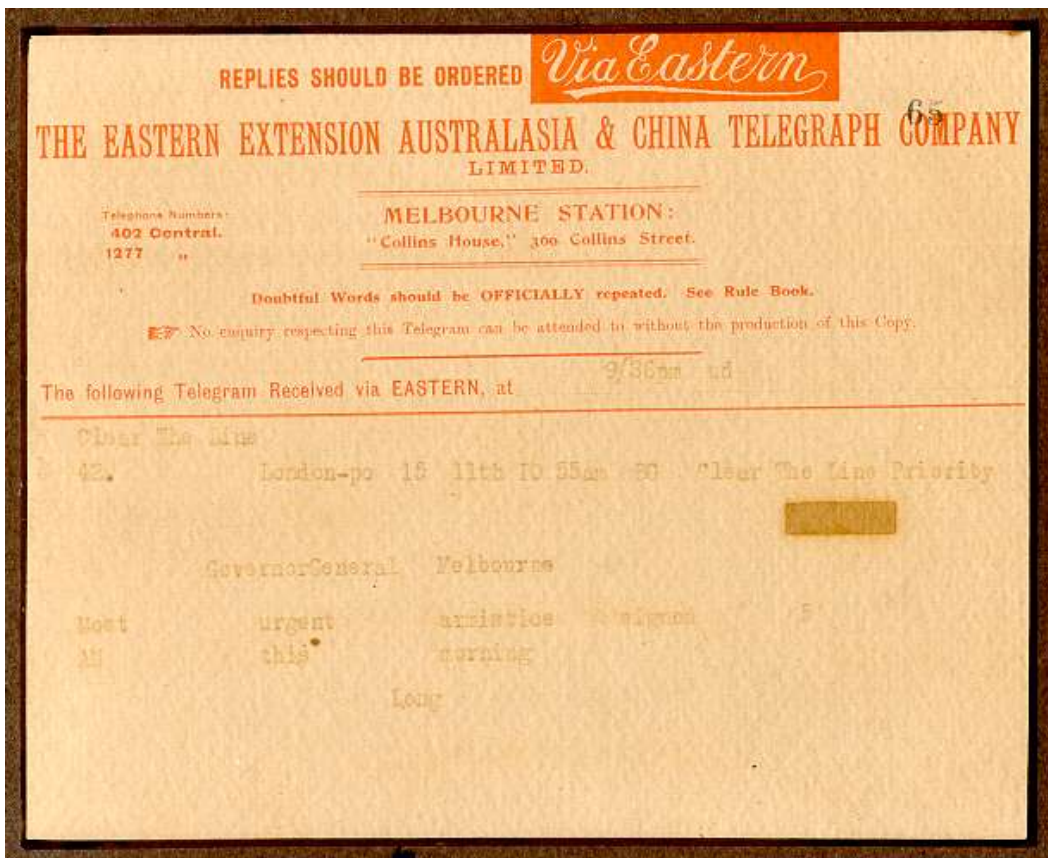 REPLIES SHOULD BE ORDERED Via Eastern
65
THE EASTERN EXTENSION AUSTRALASIA & CHINA TELEGRAPH COMPANY
LIMITED.
Telephone Numbers:
402 Central.
1277 "
MELBOURNE STATION:
"Collins House," 360 Collins Street.
Doubtful Words should be OFFICIALLY repeated. See Rule Book.
No enquiry respecting this Telegram can be attended to without the production of this Copy.
The following Telegram Received via EASTERN, at 9/36pm ud
Clear The Line
42. London-po 15 11th 10 55am 20 Clear The Line Priority
GovernorGeneral Melbourne
Most urgent armistice signed 5
AM this morning
Long